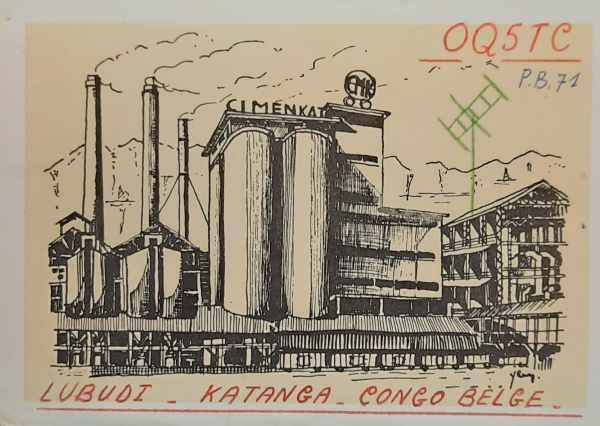 OQ5TC
P.B. 71
CIMENKAT
LUBUDI - KATANGA - CONGO BELGE -